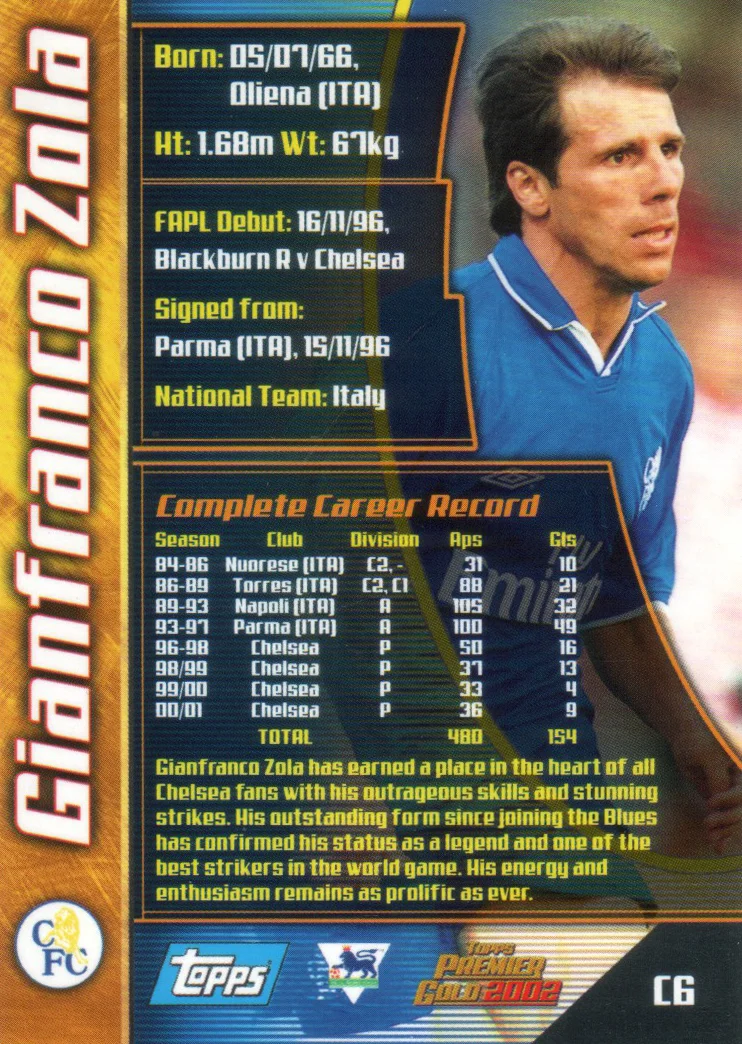 Gianfranco Zola
Born: 05/07/66,
Oliena (ITA)
Ht: 1.68m Wt: 67kg
FAPL Debut: 16/11/96,
Blackburn R v Chelsea
Signed from:
Parma (ITA), 15/11/96
National Team: Italy
Complete Career Record
Season Club Division Aps Gls
84-86 Nuorese (ITA) C2, - 31 10
86-89 Torres (ITA) C2, C1 88 21
89-93 Napoli (ITA) A 105 32
93-97 Parma (ITA) A 100 49
96-98 Chelsea P 50 16
98/99 Chelsea P 37 13
99/00 Chelsea P 33 4
00/01 Chelsea P 36 9
TOTAL 480 154
Gianfranco Zola has earned a place in the heart of all
Chelsea fans with his outrageous skills and stunning
strikes. His outstanding form since joining the Blues
has confirmed his status as a legend and one of the
best strikers in the world game. His energy and
enthusiasm remains as prolific as ever.
Fly
CFC
Topps
Topps
PREMIER
GOLD 2002
C6